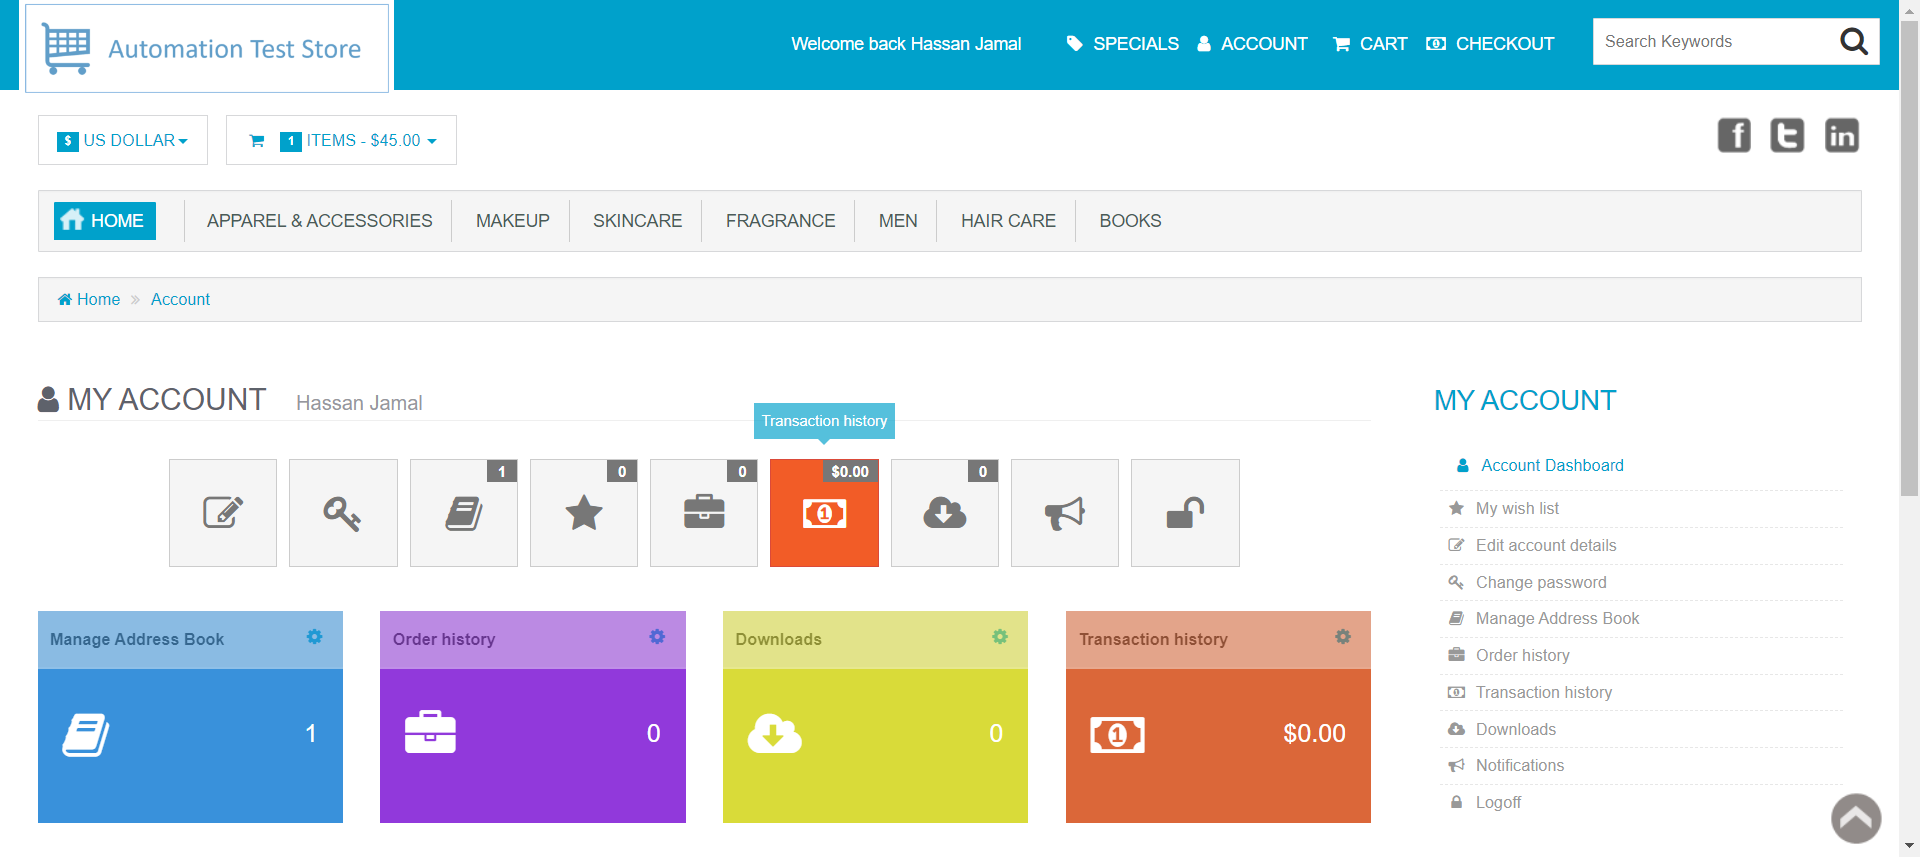 Automation Test Store
Welcome back Hassan Jamal
SPECIALS
ACCOUNT
CART
CHECKOUT
Search Keywords
$ US DOLLAR
1 ITEMS - $45.00
HOME
APPAREL & ACCESSORIES
MAKEUP
SKINCARE
FRAGRANCE
MEN
HAIR CARE
BOOKS
Home » Account
MY ACCOUNT Hassan Jamal
Transaction history
1
0
0
$0.00
0
Manage Address Book
1
Order history
0
Downloads
0
Transaction history
$0.00
MY ACCOUNT
Account Dashboard
My wish list
Edit account details
Change password
Manage Address Book
Order history
Transaction history
Downloads
Notifications
Logoff